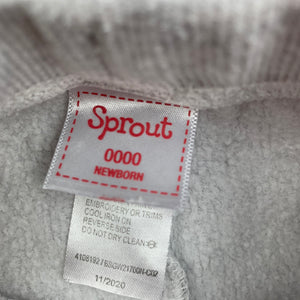 Sprout
0000
NEWBORN
EMBROIDERY OR TRIMS
COOL IRON ON
REVERSE SIDE
DO NOT DRY CLEAN
11/2020